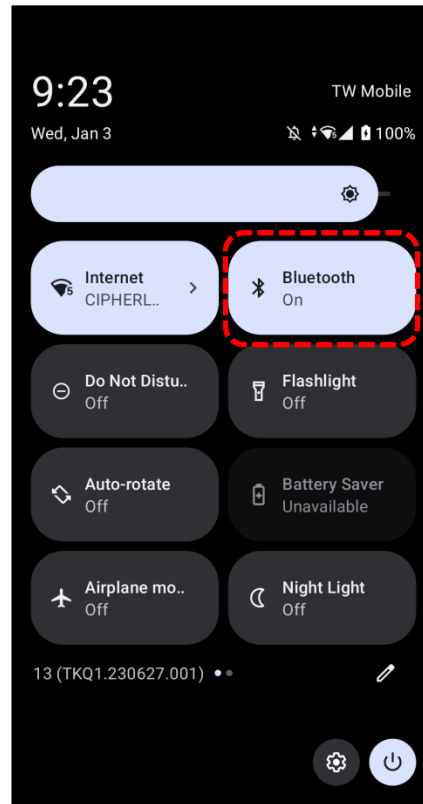 9:23
TW Mobile
Wed, Jan 3
100%
Internet
CIPHERL..
Bluetooth
On
Do Not Distu..
Off
Flashlight
Off
Auto-rotate
Off
Battery Saver
Unavailable
Airplane mo..
Off
Night Light
Off
13 (TKQ1.230627.001)